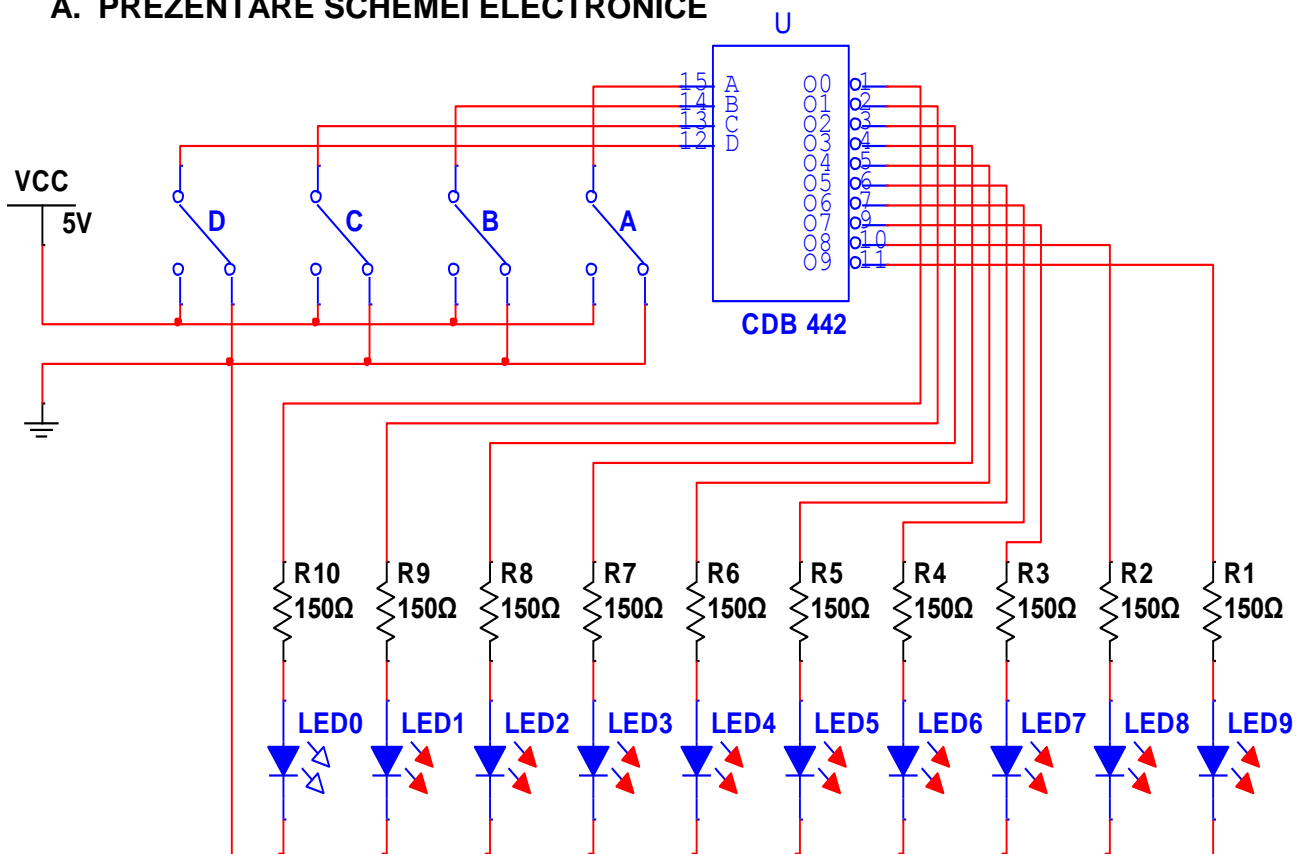 A. PREZENTARE SCHEMEI ELECTRONICE
U
15 A O0 1
14 B O1 2
13 C O2 3
12 D O3 4
O4 5
O5 6
O6 7
O7 9
O8 10
O9 11
CDB 442
VCC
5V
D C B A
R10 R9 R8 R7 R6 R5 R4 R3 R2 R1
150Ω 150Ω 150Ω 150Ω 150Ω 150Ω 150Ω 150Ω 150Ω 150Ω
LED0 LED1 LED2 LED3 LED4 LED5 LED6 LED7 LED8 LED9